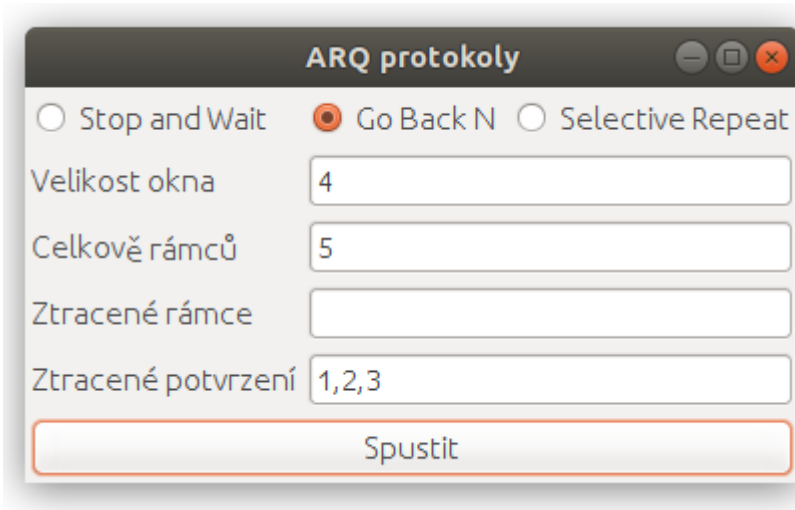 ARQ protokoly
Stop and Wait Go Back N Selective Repeat
Velikost okna 4
Celkově rámců 5
Ztracené rámce
Ztracené potvrzení 1,2,3
Spustit